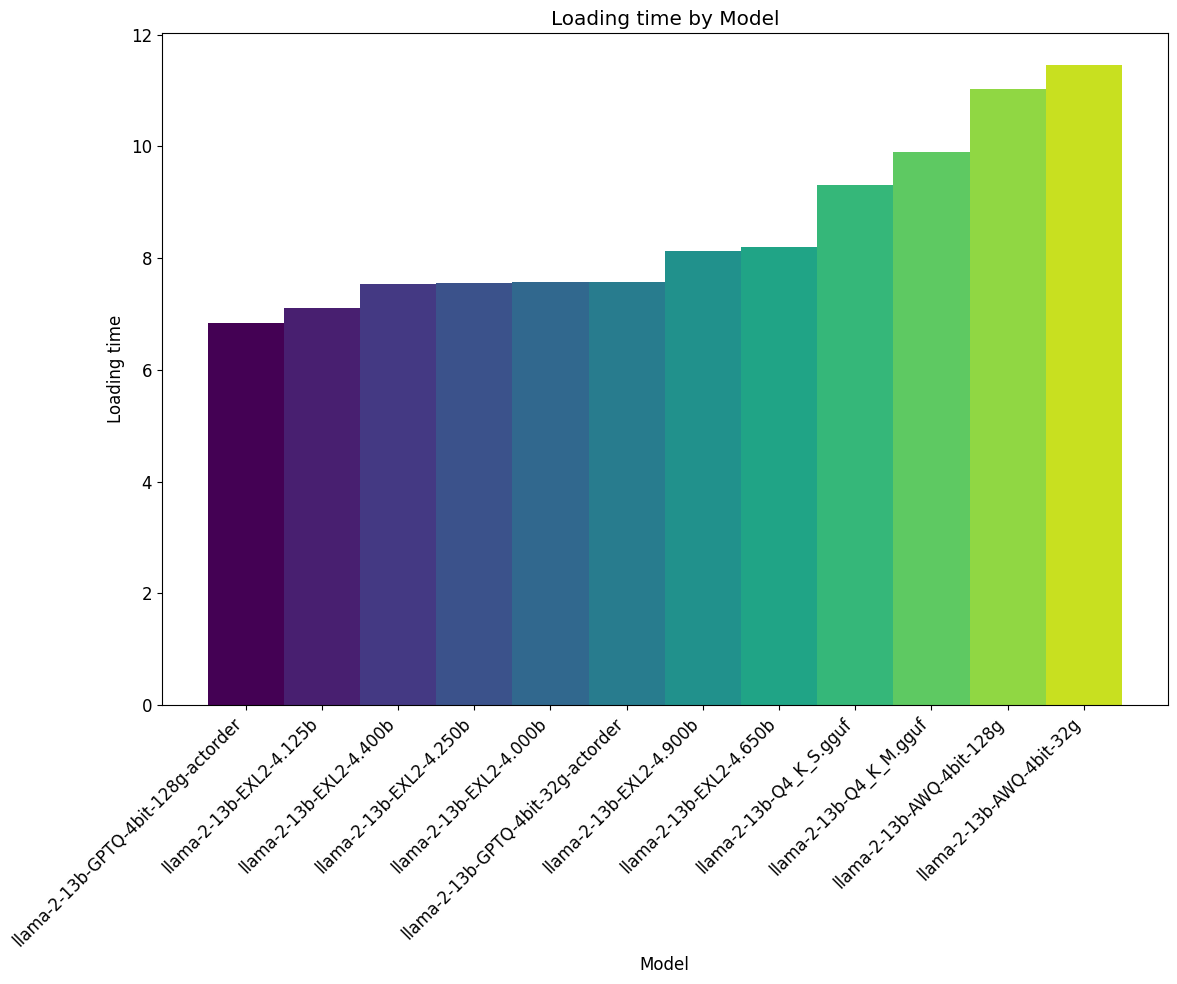 Loading time by Model
Loading time
12
10
8
6
4
2
0
llama-2-13b-GPTQ-4bit-128g-actorder
llama-2-13b-EXL2-4.125b
llama-2-13b-EXL2-4.400b
llama-2-13b-EXL2-4.250b
llama-2-13b-EXL2-4.000b
llama-2-13b-GPTQ-4bit-32g-actorder
llama-2-13b-EXL2-4.900b
llama-2-13b-EXL2-4.650b
llama-2-13b-Q4_K_S.gguf
llama-2-13b-Q4_K_M.gguf
llama-2-13b-AWQ-4bit-128g
llama-2-13b-AWQ-4bit-32g
Model